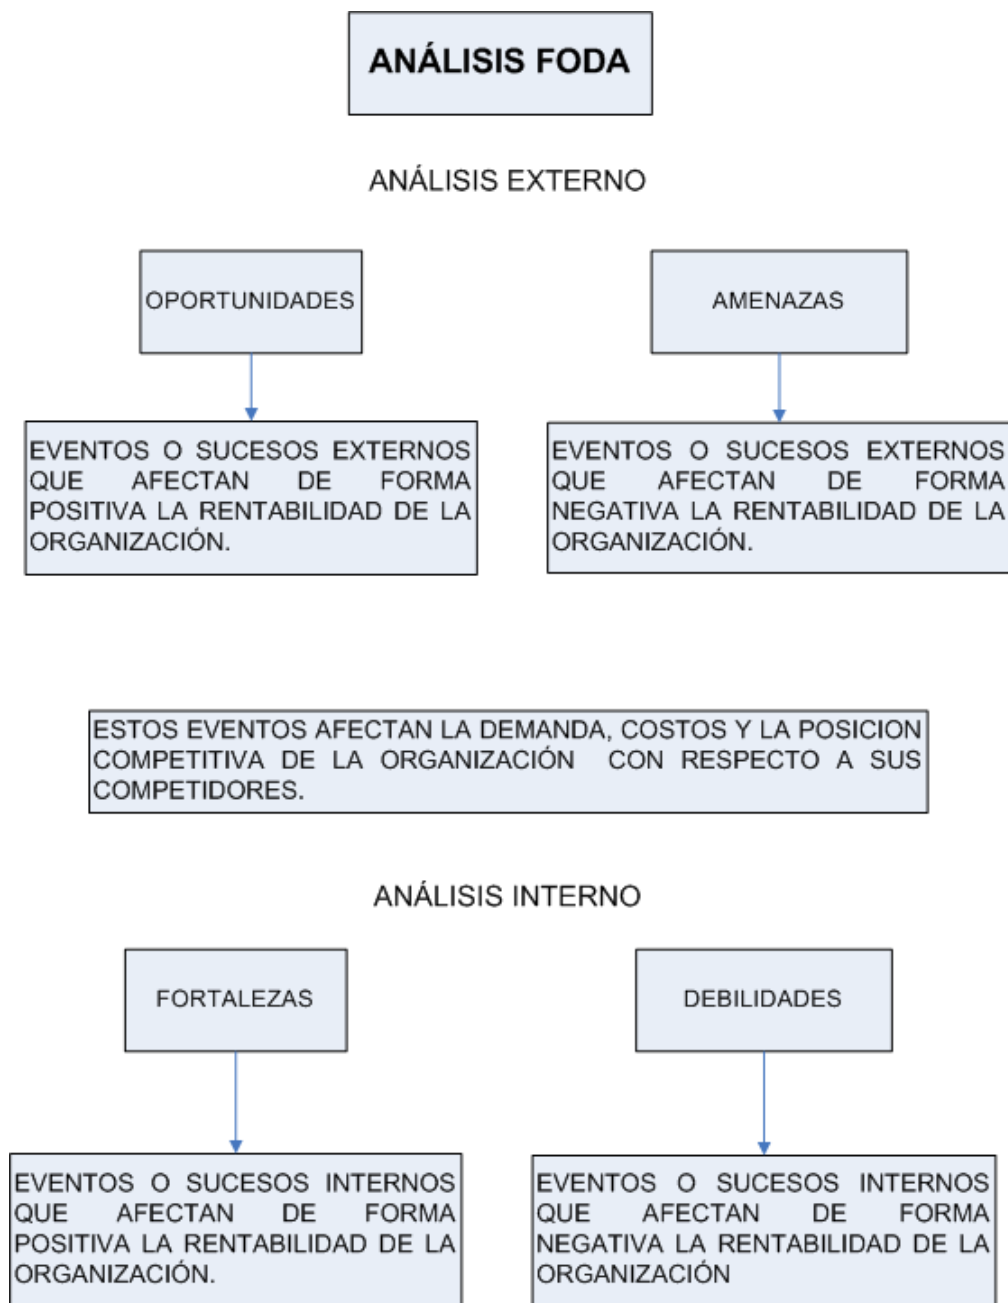 ANÁLISIS FODA
ANÁLISIS EXTERNO
OPORTUNIDADES
AMENAZAS
EVENTOS O SUCESOS EXTERNOS
QUE AFECTAN DE FORMA
POSITIVA LA RENTABILIDAD DE LA
ORGANIZACIÓN.
EVENTOS O SUCESOS EXTERNOS
QUE AFECTAN DE FORMA
NEGATIVA LA RENTABILIDAD DE LA
ORGANIZACIÓN.
ESTOS EVENTOS AFECTAN LA DEMANDA, COSTOS Y LA POSICION
COMPETITIVA DE LA ORGANIZACIÓN CON RESPECTO A SUS
COMPETIDORES.
ANÁLISIS INTERNO
FORTALEZAS
DEBILIDADES
EVENTOS O SUCESOS INTERNOS
QUE AFECTAN DE FORMA
POSITIVA LA RENTABILIDAD DE LA
ORGANIZACIÓN.
EVENTOS O SUCESOS INTERNOS
QUE AFECTAN DE FORMA
NEGATIVA LA RENTABILIDAD DE LA
ORGANIZACIÓN